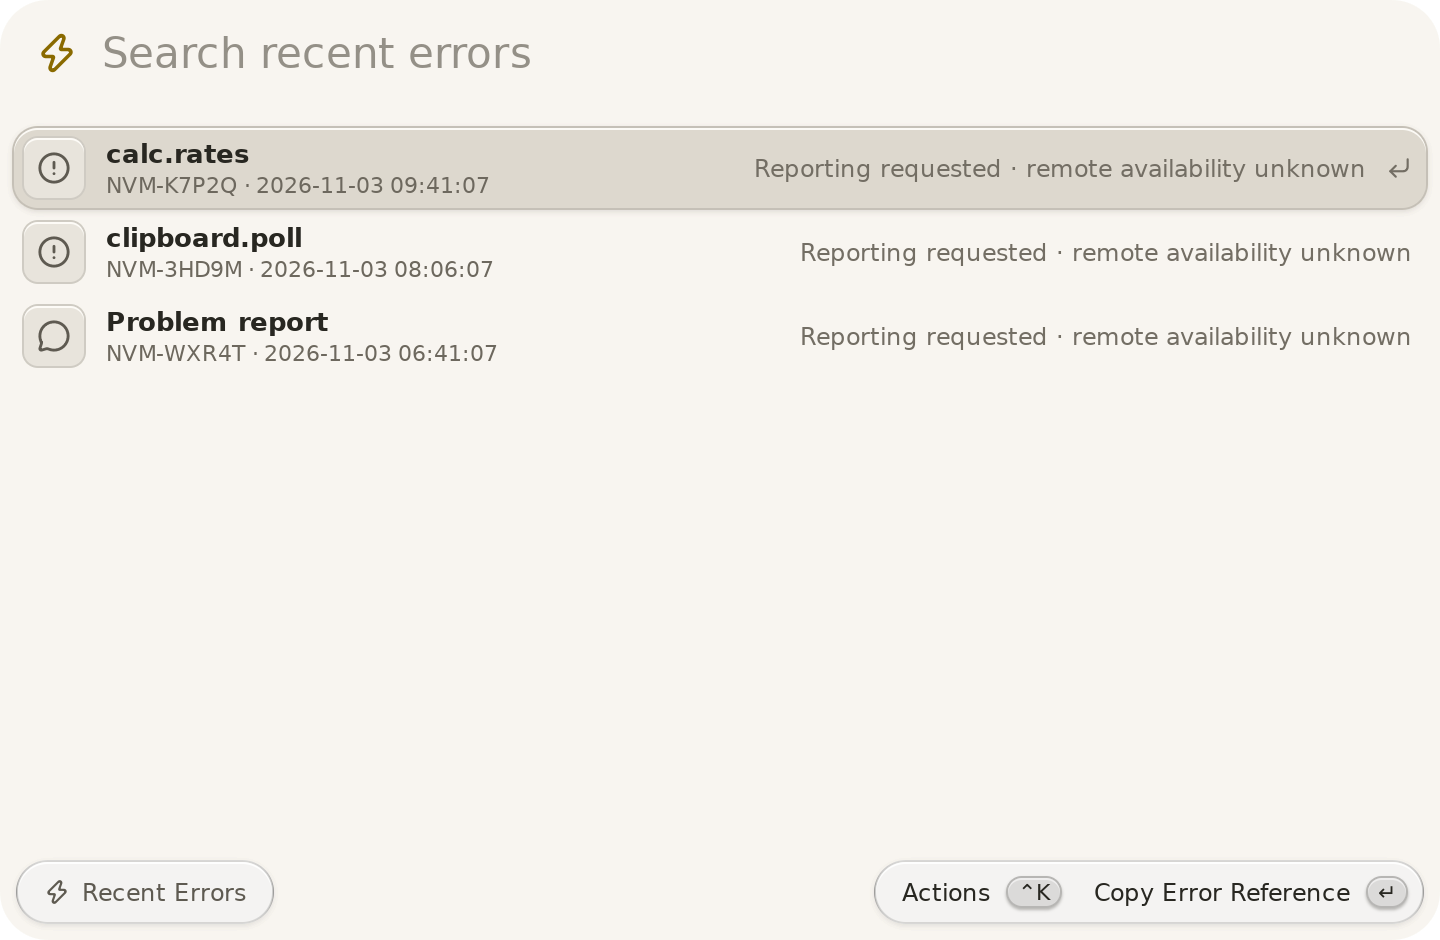 Search recent errors
calc.rates
NVM-K7P2Q · 2026-11-03 09:41:07
Reporting requested · remote availability unknown
clipboard.poll
NVM-3HD9M · 2026-11-03 08:06:07
Reporting requested · remote availability unknown
Problem report
NVM-WXR4T · 2026-11-03 06:41:07
Reporting requested · remote availability unknown
Recent Errors
Actions ^K Copy Error Reference ↵